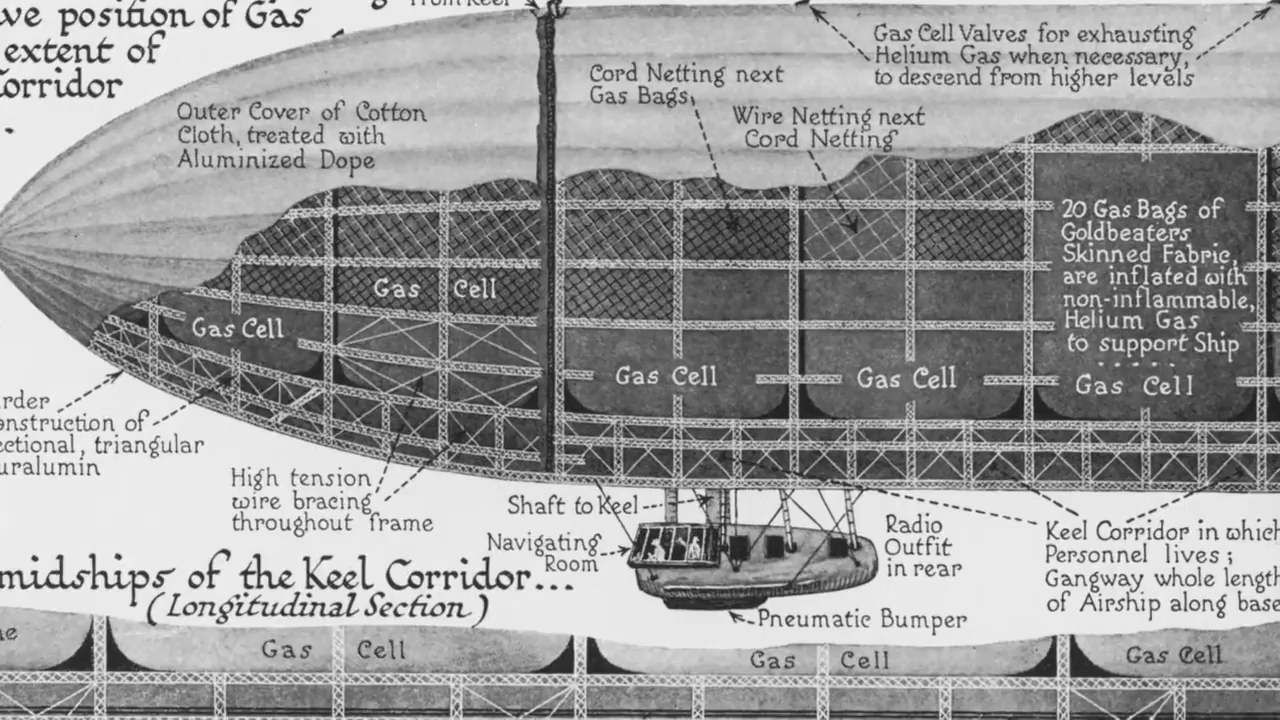 ve position of Gas
extent of
Corridor
from Keel
Gas Cell Valves for exhausting
Helium Gas when necessary,
to descend from higher levels
Cord Netting next
Gas Bags
Wire Netting next
Cord Netting
Outer Cover of Cotton
Cloth, treated with
Aluminized Dope
20 Gas Bags of
Goldbeaters
Skinned Fabric,
are inflated with
non-inflammable,
Helium Gas
to support Ship
Gas Cell
Gas Cell
Gas Cell
Gas Cell
Gas Cell
rder
onstruction of
ectional, triangular
uralumin
High tension
wire bracing
throughout frame
Shaft to keel
Navigating
Room
Radio
Outfit
in rear
Pneumatic Bumper
Keel Corridor in which
Personnel lives;
Gangway whole length
of Airship along base
midships of the Keel Corridor...
(Longitudinal Section)
Gas Cell
Gas Cell
Gas Cell